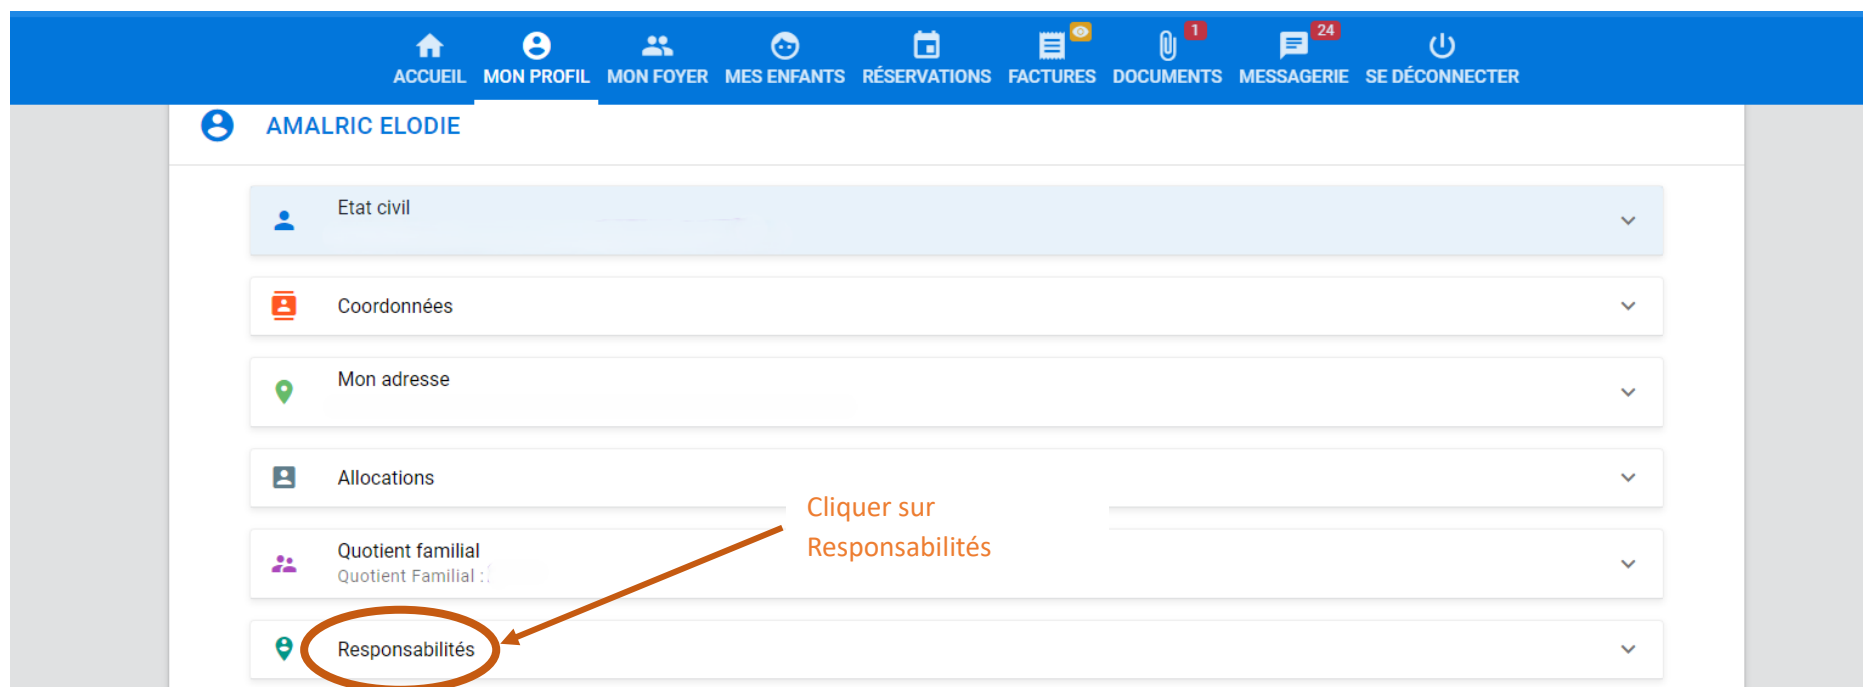 1 24
ACCUEIL MON PROFIL MON FOYER MES ENFANTS RÉSERVATIONS FACTURES DOCUMENTS MESSAGERIE SE DÉCONNECTER
AMALRIC ELODIE
Etat civil
Coordonnées
Mon adresse
Allocations
Cliquer sur
Responsabilités
Quotient familial
Quotient Familial :
Responsabilités